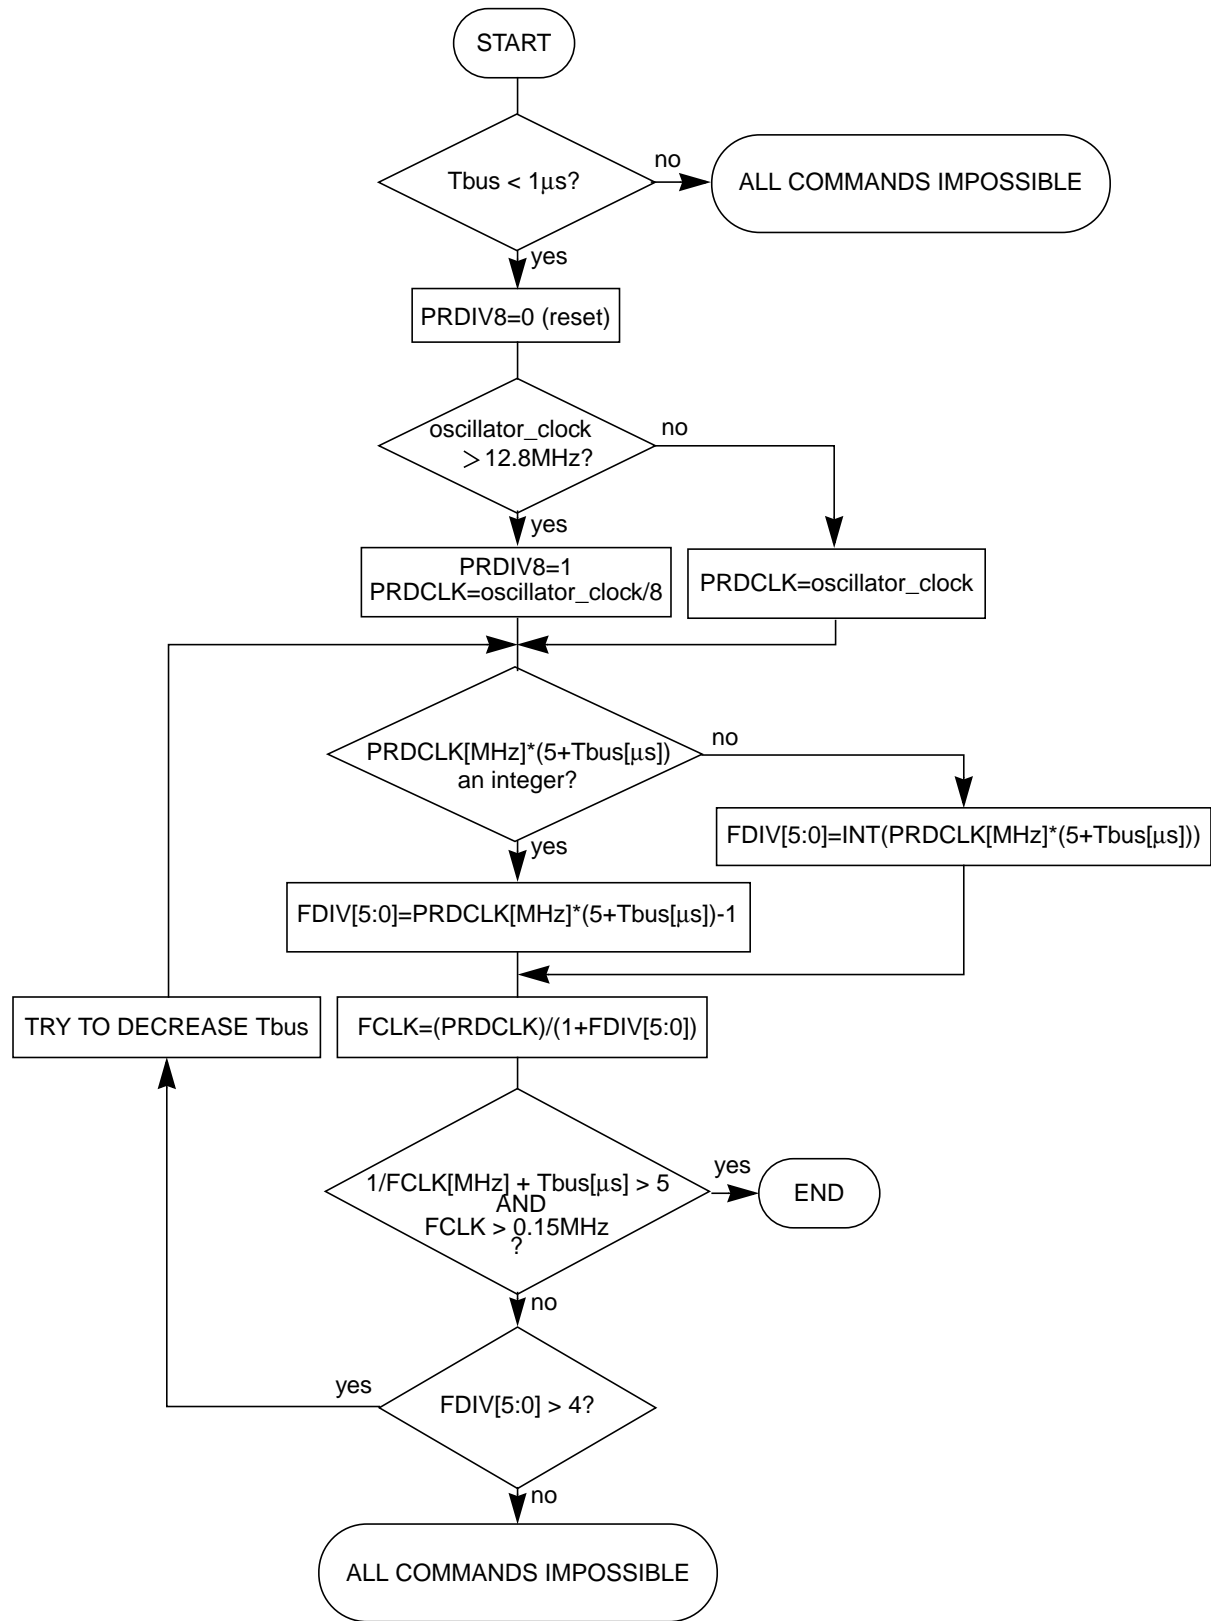 START
Tbus < 1μs?
no
ALL COMMANDS IMPOSSIBLE
yes
PRDIV8=0 (reset)
oscillator_clock
>12.8MHz?
no
yes
PRDIV8=1
PRDCLK=oscillator_clock/8
PRDCLK=oscillator_clock
PRDCLK[MHz]*(5+Tbus[μs])
an integer?
no
yes
FDIV[5:0]=INT(PRDCLK[MHz]*(5+Tbus[μs]))
FDIV[5:0]=PRDCLK[MHz]*(5+Tbus[μs])-1
TRY TO DECREASE Tbus
FCLK=(PRDCLK)/(1+FDIV[5:0])
1/FCLK[MHz] + Tbus[μs] > 5
AND
FCLK > 0.15MHz
?
yes
END
no
yes
FDIV[5:0] > 4?
no
ALL COMMANDS IMPOSSIBLE